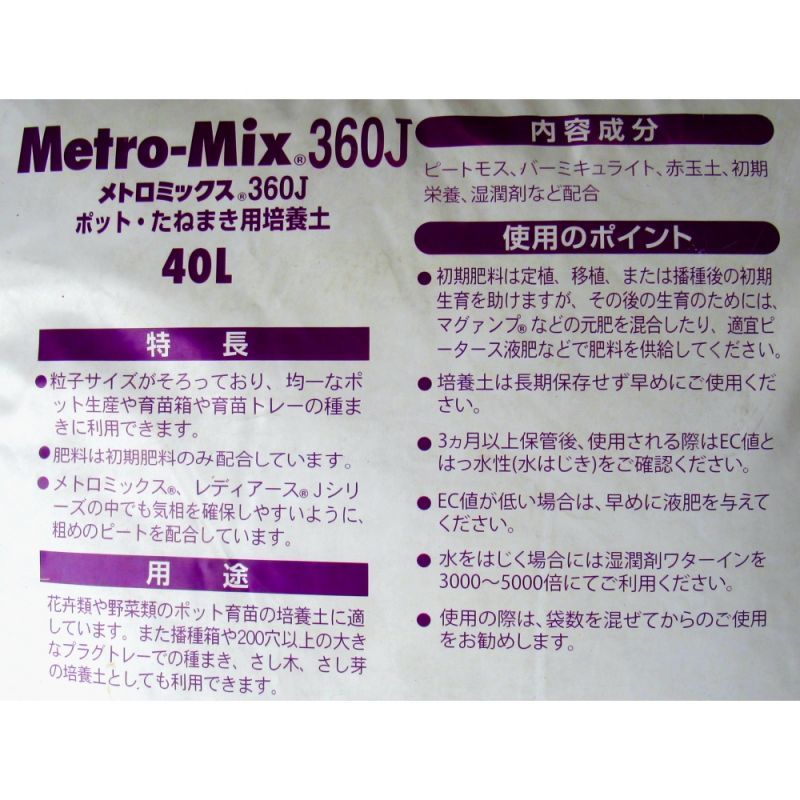 Metro-Mix®360J
メトロミックス®360J
ポット・たねまき用培養土
40L
特長
●粒子サイズがそろっており、均一なポ
ット生産や育苗箱や育苗トレーの種ま
きに利用できます。
●肥料は初期肥料のみ配合しています。
●メトロミックス®、レディアース®Jシリ
ーズの中でも気相を確保しやすいように、
粗めのピートを配合しています。
用途
花卉類や野菜類のポット育苗の培養土に適
しています。また播種箱や200穴以上の大き
なプラグトレーでの種まき、さし木、さし芽
の培養土としても利用できます。
内容成分
ピートモス、バーミキュライト、赤玉土、初期
栄養、湿潤剤など配合
使用のポイント
●初期肥料は定植、移植、または播種後の初期
生育を助けますが、その後の生育のためには、
マグァンプ®などの元肥を混合したり、適宜ピ
ータース液肥などで肥料を供給してください。
●培養土は長期保存せず早めにご使用くだ
さい。
●3ヵ月以上保管後、使用される際はEC値と
はっ水性(水はじき)をご確認ください。
●EC値が低い場合は、早めに液肥を与えて
ください。
●水をはじく場合には湿潤剤ワターインを
3000〜5000倍にてご利用ください。
●使用の際は、袋数を混ぜてからのご使用
をお勧めします。